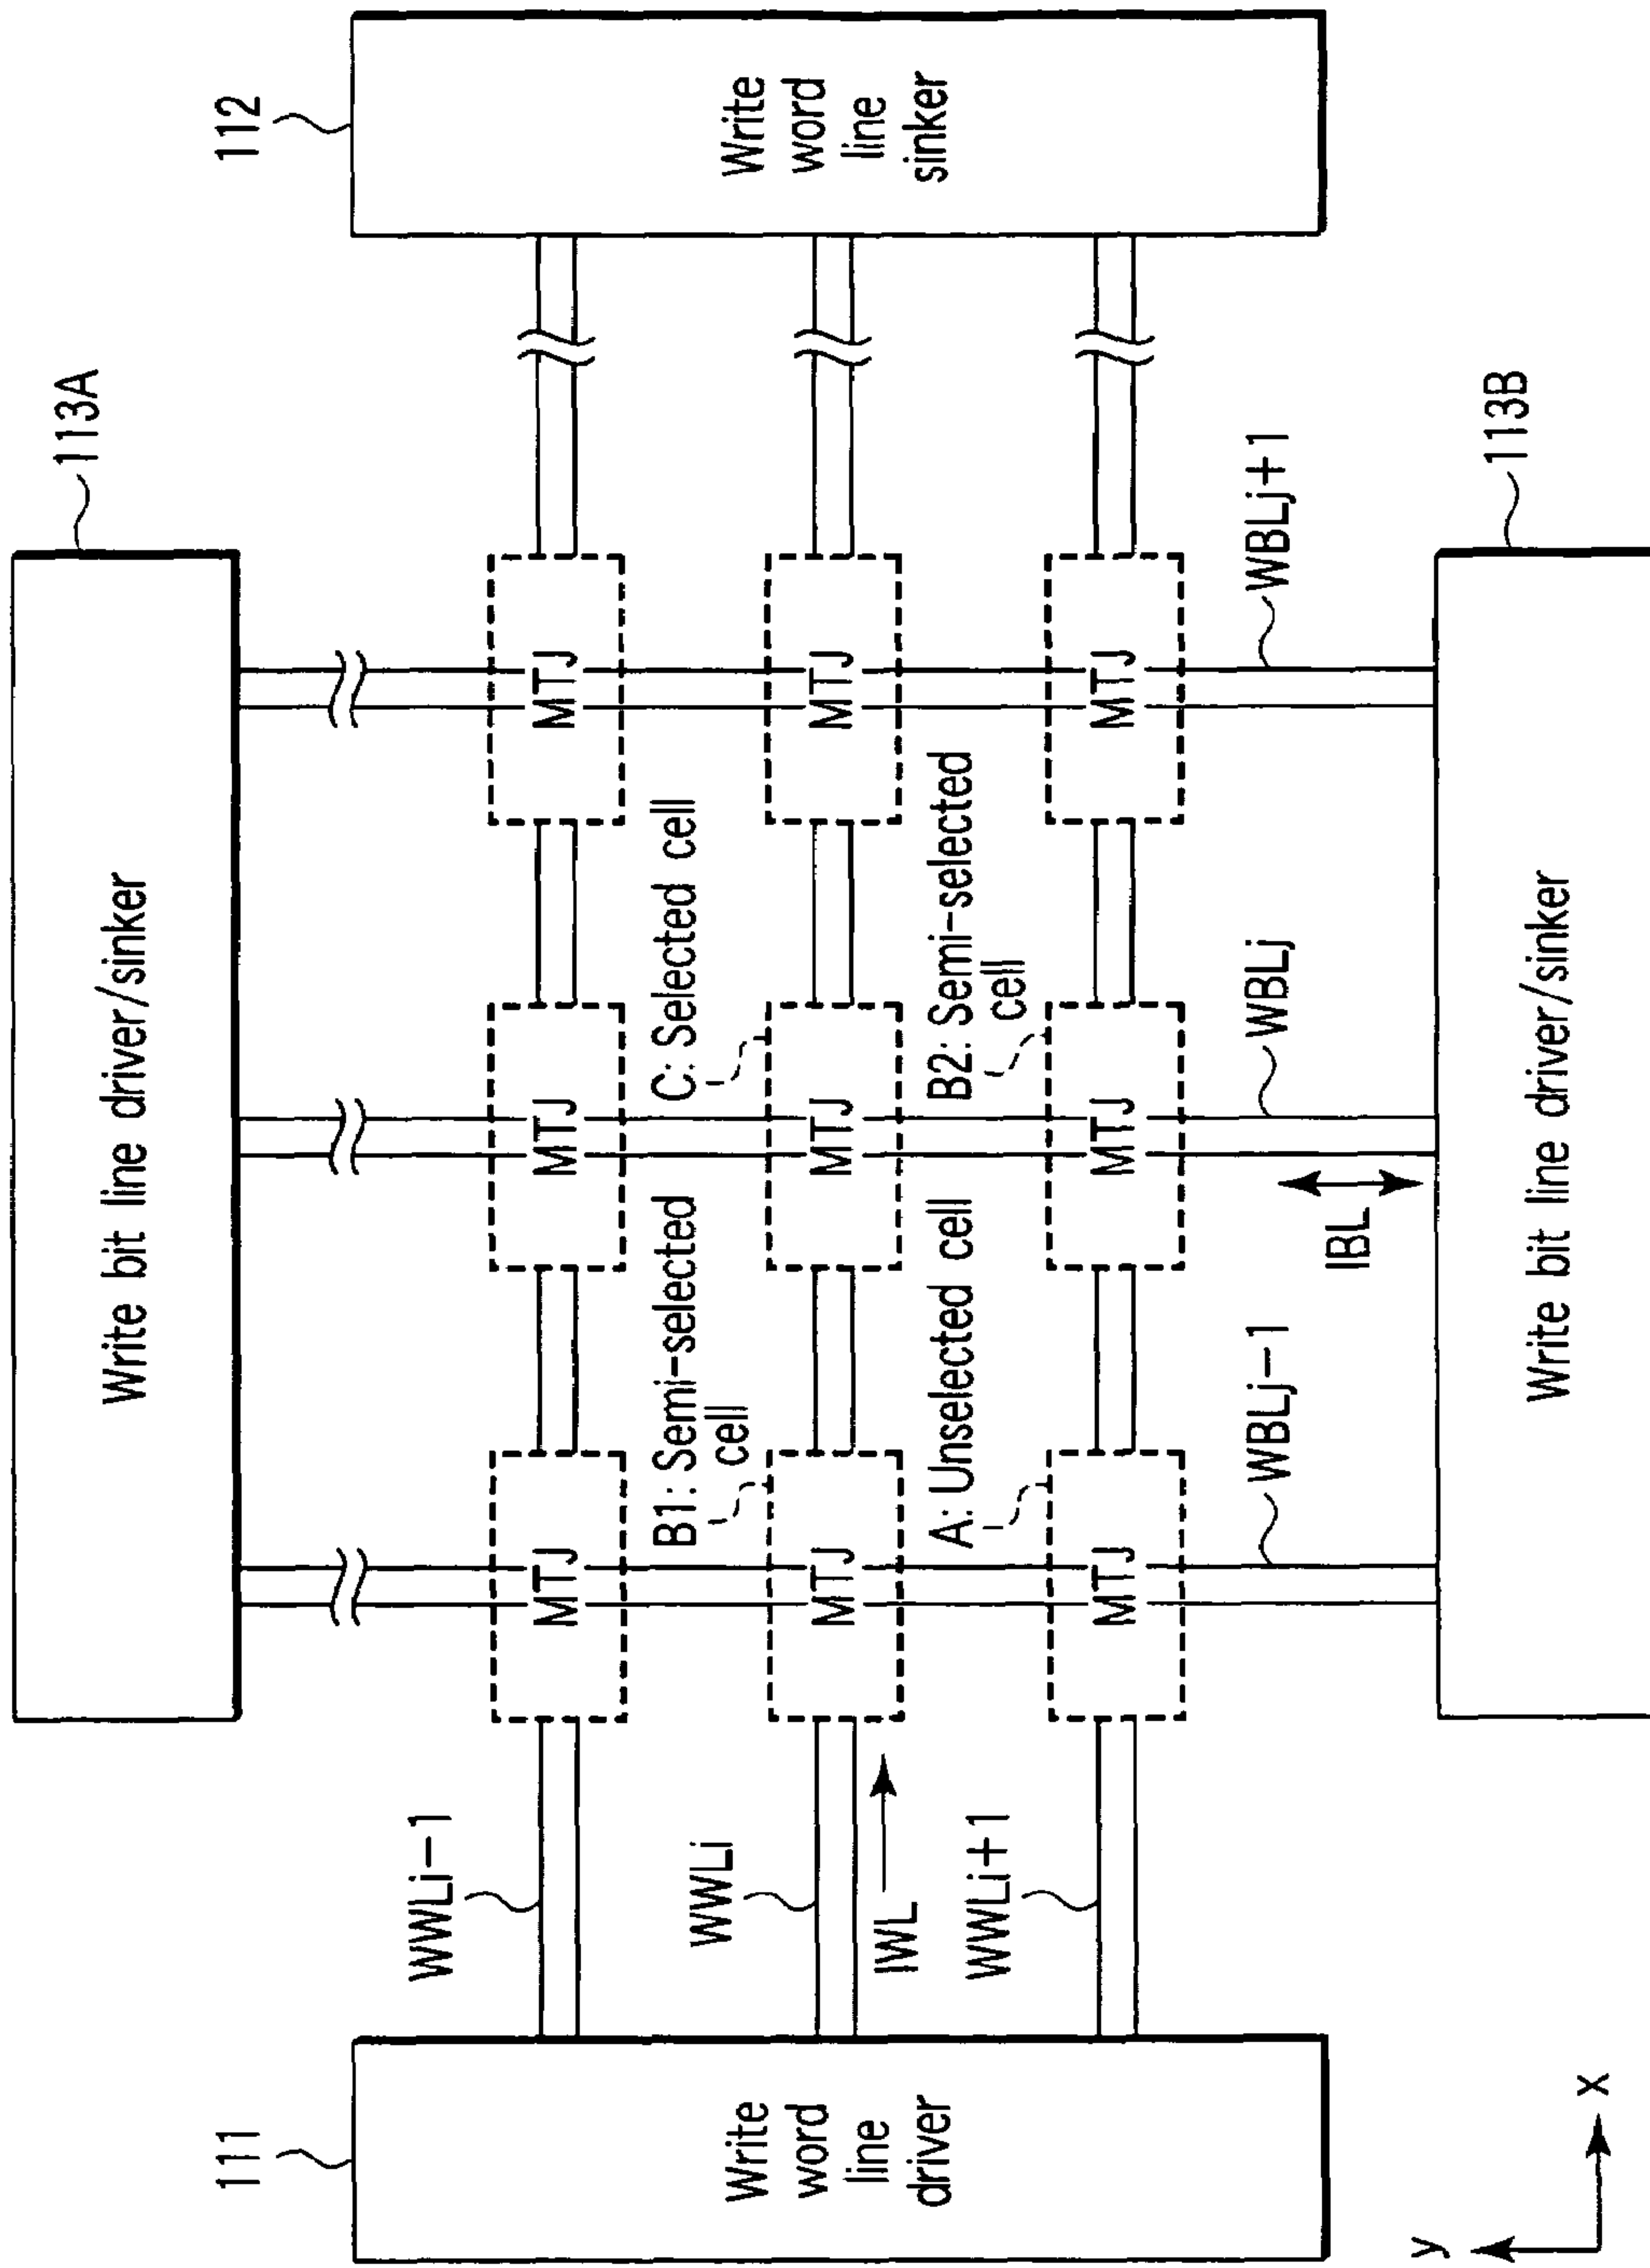 113A
Write bit line driver/sinker
111
112
Write
word
line
driver
Write
word
line
sinker
WWLi−1
MTJ
MTJ
MTJ
B1: Semi−selected
cell
C: Selected cell
WWLi
MTJ
MTJ
MTJ
IWL
A: Unselected cell
B2: Semi−selected
cell
WWLi+1
MTJ
MTJ
MTJ
WBLj−1
WBLj
WBLj+1
IBL
113B
Write bit line driver/sinker
y
x